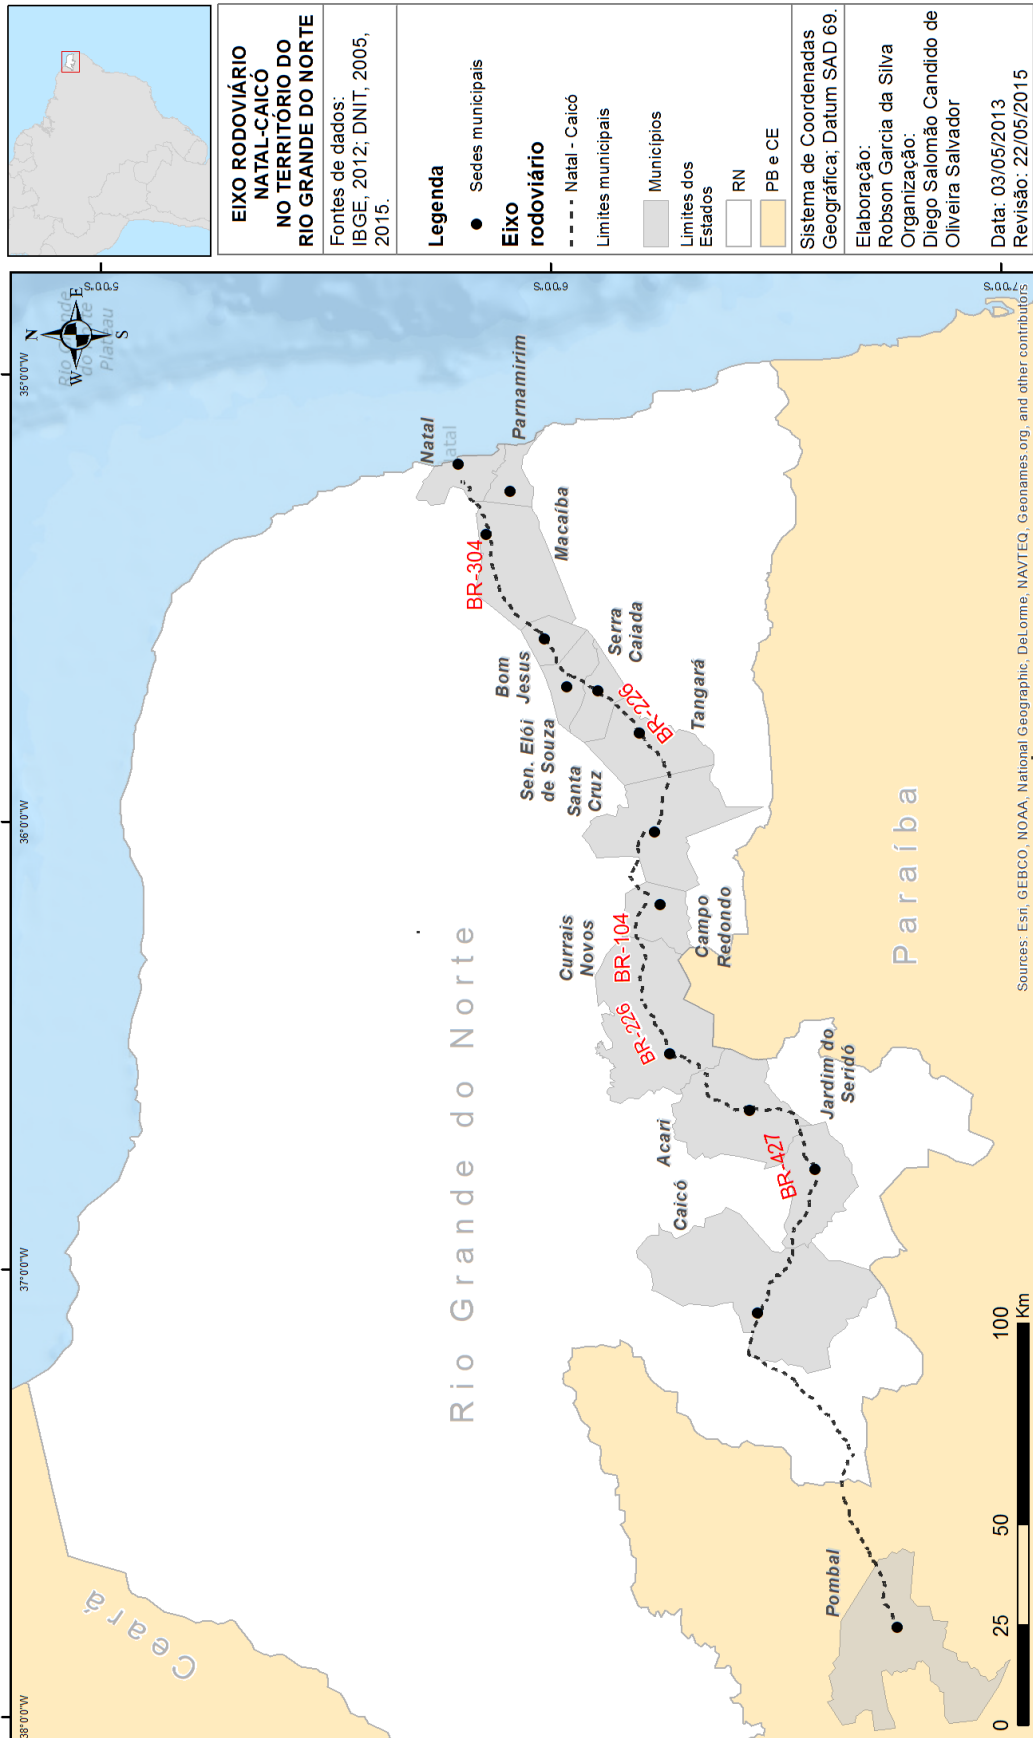 EIXO RODOVIÁRIO
NATAL-CAICÓ
NO TERRITÓRIO DO
RIO GRANDE DO NORTE
Fontes de dados:
IBGE, 2012; DNIT, 2005,
2015.
Legenda
Sedes municipais
Eixo
rodoviário
Natal - Caicó
Limites municipais
Municípios
Limites dos
Estados
RN
PB e CE
Sistema de Coordenadas
Geográfica; Datum SAD 69.
Elaboração:
Robson Garcia da Silva
Organização:
Diego Salomão Candido de
Oliveira Salvador
Data: 03/05/2013
Revisão: 22/05/2015
38°0'0"W
37°0'0"W
36°0'0"W
35°0'0"W
5°0'0"S
6°0'0"S
7°0'0"S
N
W
E
S
Rio Grande
do Norte
Plateau
Ceará
Rio Grande do Norte
Paraíba
Natal
atal
Parnamirim
BR-304
Macaíba
Bom
Jesus
Serra
Caiada
Sen. Elói
de Souza
BR-226
Tangará
Santa
Cruz
Campo
Redondo
Currais
Novos
BR-104
BR-226
Acari
Jardim do
Seridó
BR-427
Caicó
Pombal
0
25
50
100
Km
Sources: Esri, GEBCO, NOAA, National Geographic, DeLorme, NAVTEQ, Geonames.org, and other contributors